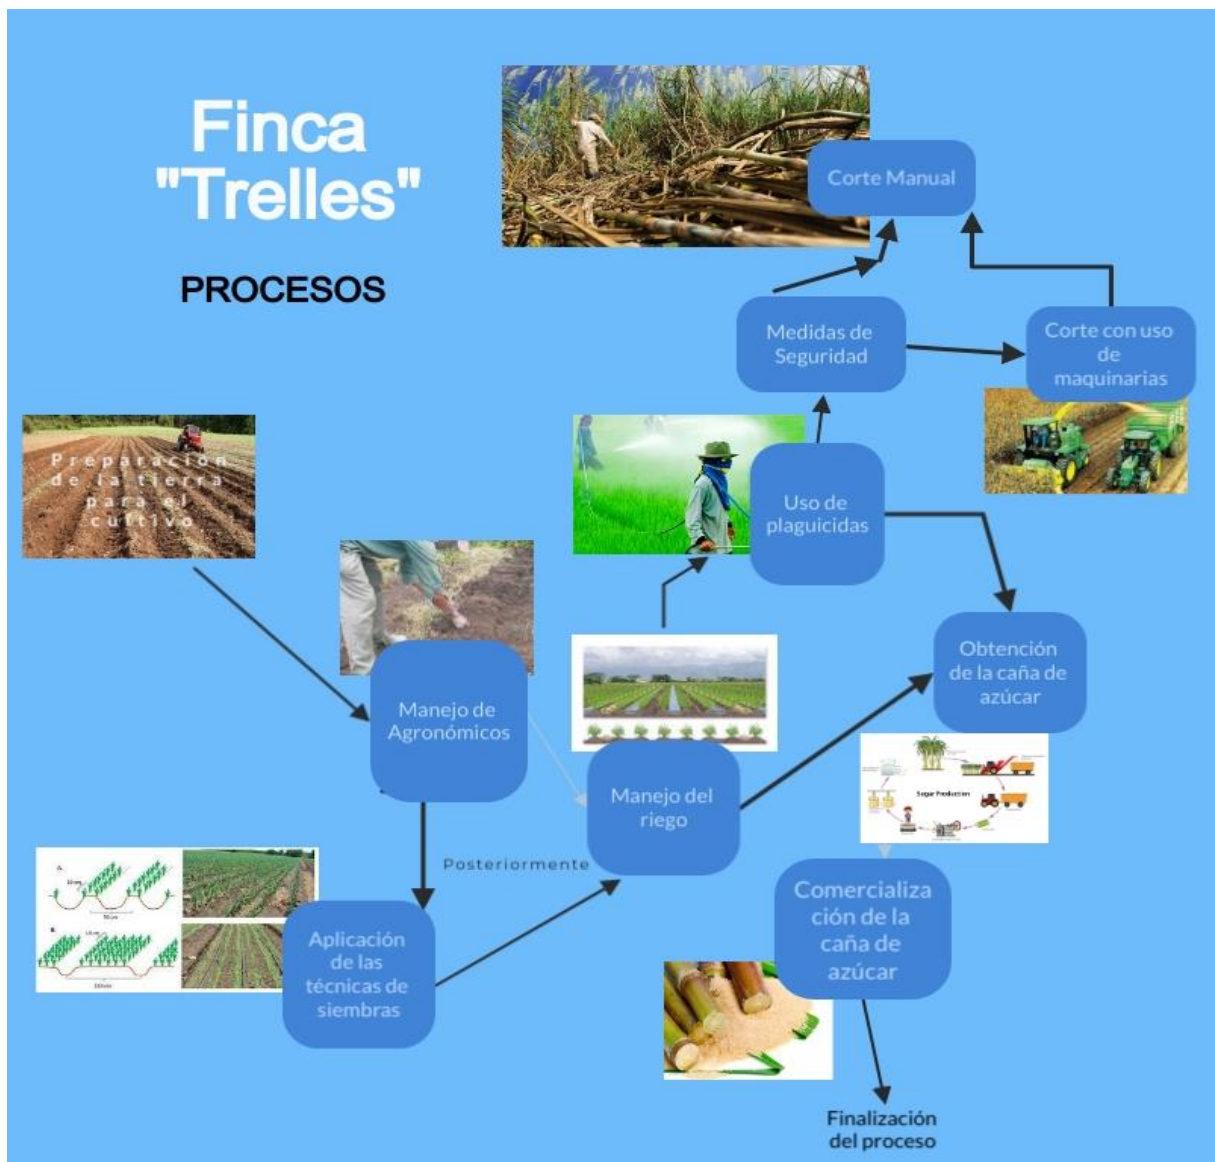 Finca
"Trelles"
PROCESOS
Corte Manual
Medidas de
Seguridad
Corte con uso
de
maquinarias
Preparación
de la tierra
para el
cultivo
Uso de
plaguicidas
Obtención
de la caña de
azúcar
Manejo de
Agronómicos
Manejo del
riego
Sugar Production
Posteriormente
A.
B.
Aplicación
de las
técnicas de
siembras
Comercializa
ción de la
caña de
azúcar
Finalización
del proceso